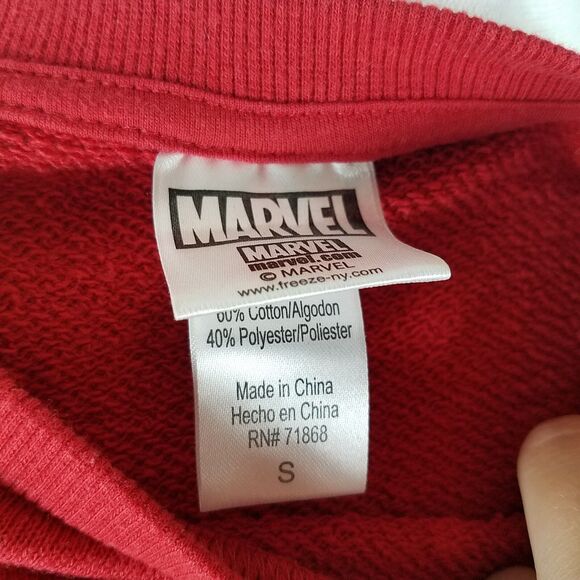 MARVEL
MARVEL
marvel.com
© MARVEL
www.freeze-ny.com
60% Cotton/Algodon
40% Polyester/Poliester
Made in China
Hecho en China
RN# 71868
S